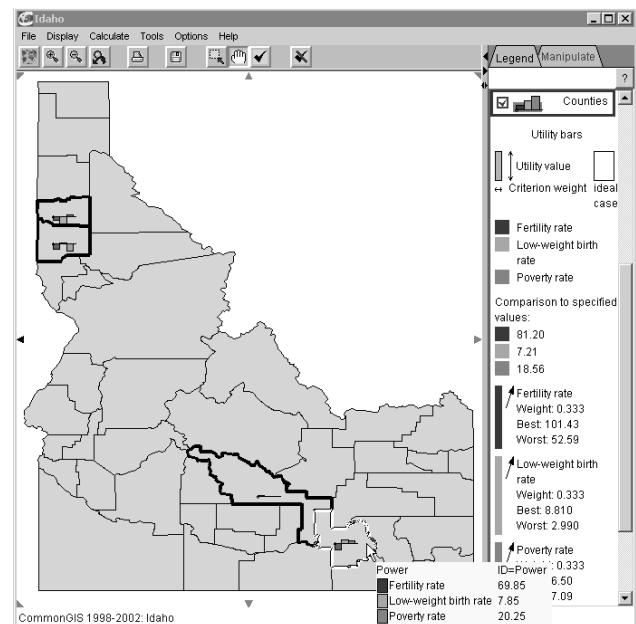 Idaho
File Display Calculate Tools Options Help
Legend Manipulate
?
Counties
Utility bars
Utility value
Criterion weight
ideal
case
Fertility rate
Low-weight birth
rate
Poverty rate
Comparison to specified
values:
81.20
7.21
18.56
Fertility rate
Weight: 0.333
Best: 101.43
Worst: 52.59
Low-weight birth
rate
Weight: 0.333
Best: 8.810
Worst: 2.990
Poverty rate
0.333
6.50
7.09
Power ID=Power
Fertility rate 69.85
Low-weight birth rate 7.85
Poverty rate 20.25
CommonGIS 1998-2002: Idaho